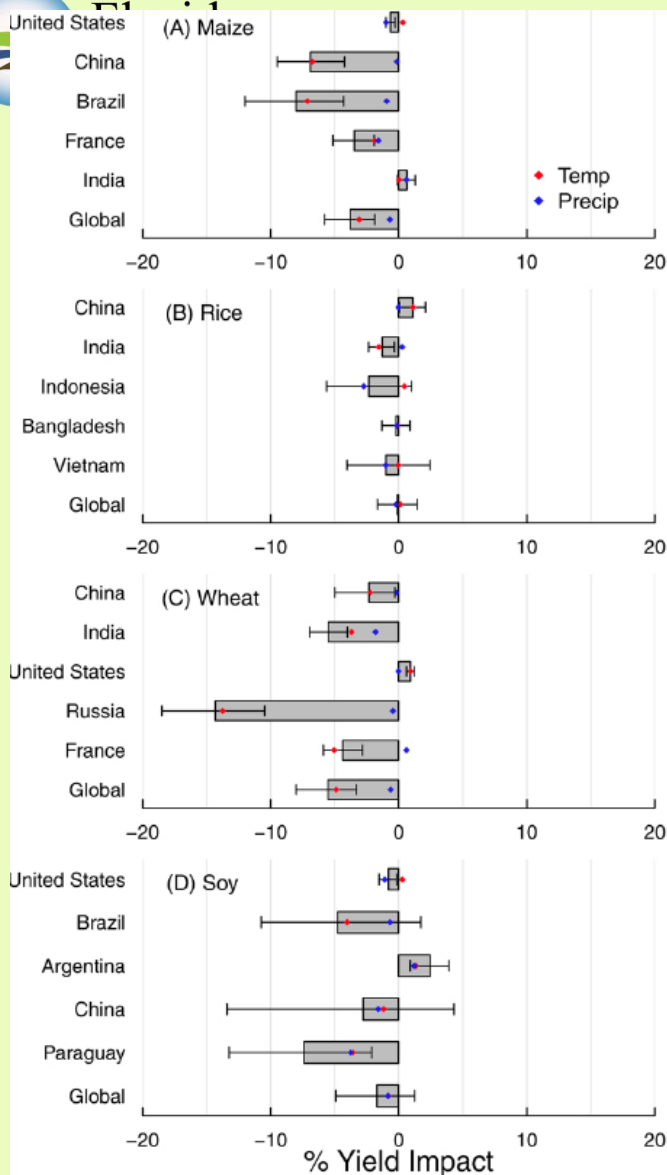 United States (A) Maize
China
Brazil
France
India
Temp
Precip
Global
−20 −10 0 10 20
China
(B) Rice
India
Indonesia
Bangladesh
Vietnam
Global
−20 −10 0 10 20
China
(C) Wheat
India
United States
Russia
France
Global
−20 −10 0 10 20
United States (D) Soy
Brazil
Argentina
China
Paraguay
Global
−20 −10 0 10 20
% Yield Impact